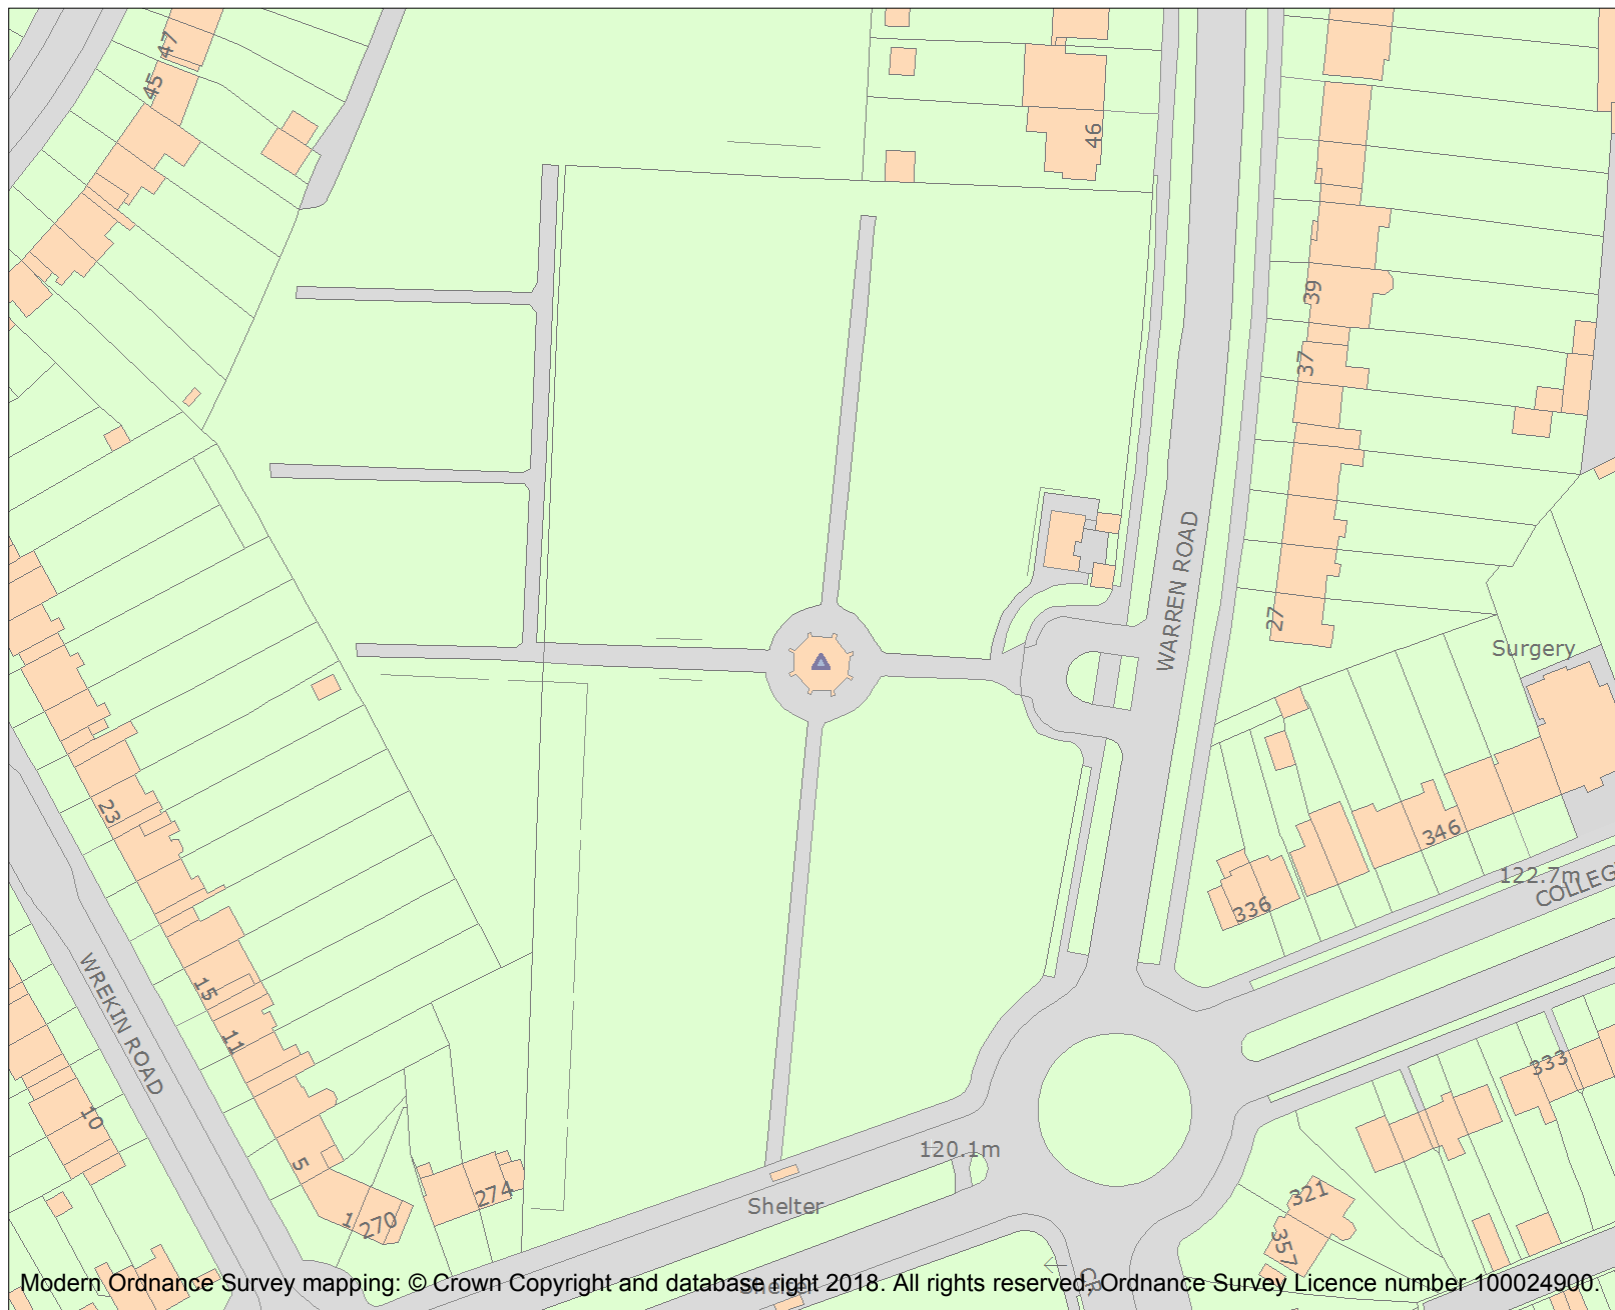 47
45
46
39
37
WARREN ROAD
27
Surgery
23
346
122.7m
COLLEG
336
15
WREKIN ROAD
11
333
10
120.1m
5
274
321
Shelter
1
270
357
Shelter
CR
Modern Ordnance Survey mapping: © Crown Copyright and database right 2018. All rights reserved. Ordnance Survey Licence number 100024900.